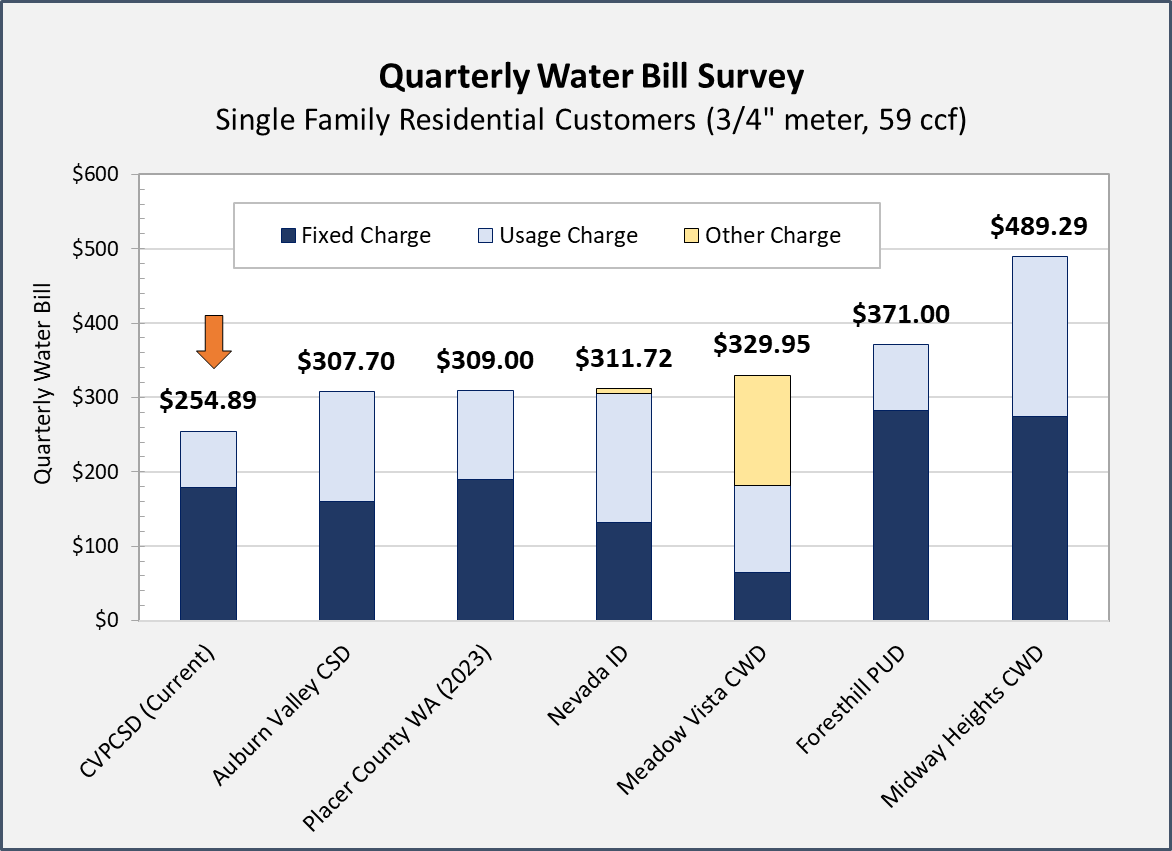 Quarterly Water Bill Survey
Single Family Residential Customers (3/4" meter, 59 ccf)
Quarterly Water Bill
$600
$500
$400
$300
$200
$100
$0
Fixed Charge
Usage Charge
Other Charge
$254.89
$307.70
$309.00
$311.72
$329.95
$371.00
$489.29
CVPCSD (Current)
Auburn Valley CSD
Placer County WA (2023)
Nevada ID
Meadow Vista CWD
Foresthill PUD
Midway Heights CWD